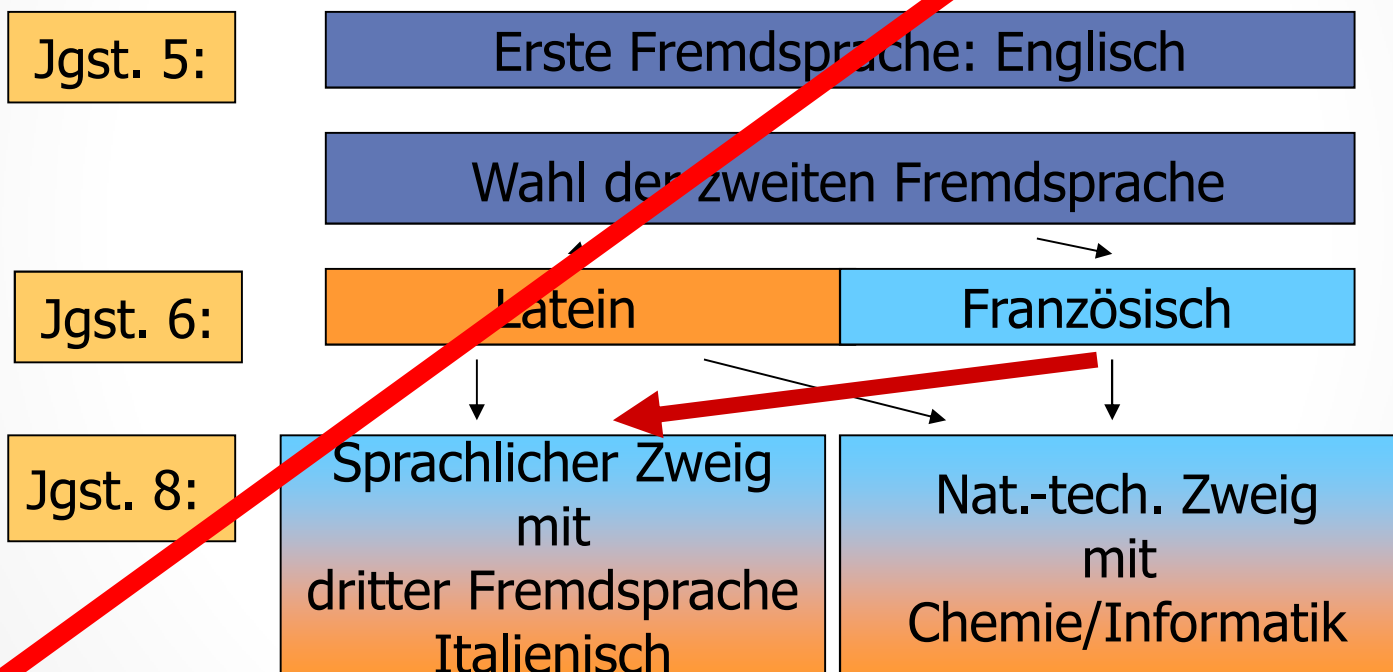 Jgst. 5:
Erste Fremdsprache: Englisch
Wahl der zweiten Fremdsprache
Jgst. 6:
Latein
Französisch
Jgst. 8:
Sprachlicher Zweig
mit
dritter Fremdsprache
Italienisch
Nat.-tech. Zweig
mit
Chemie/Informatik